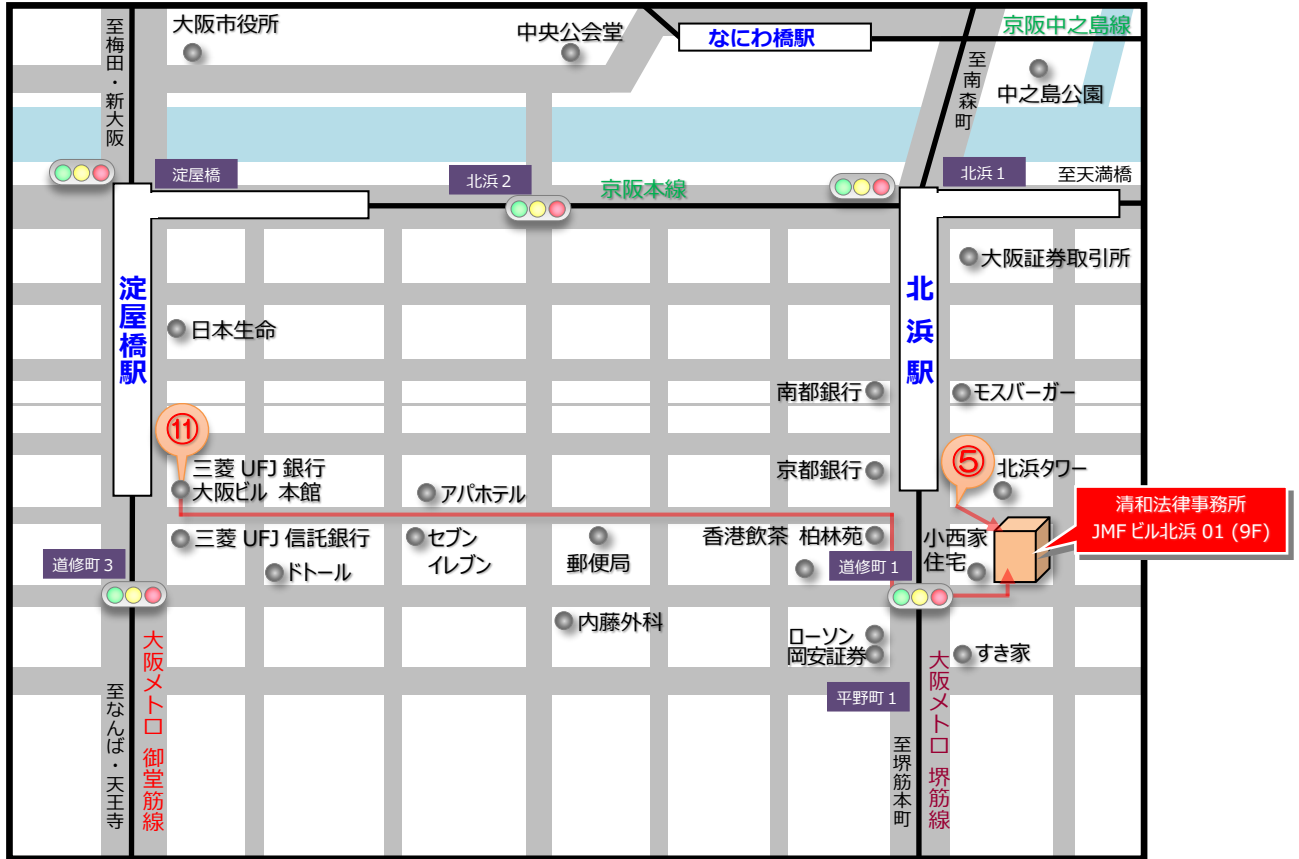 至梅田・新大阪
大阪市役所
中央公会堂
なにわ橋駅
京阪中之島線
至南森町
中之島公園
淀屋橋
北浜2
京阪本線
北浜1
至天満橋
大阪証券取引所
淀屋橋駅
北浜駅
日本生命
南都銀行
モスバーガー
⑪
三菱 UFJ 銀行
大阪ビル 本館
アパホテル
京都銀行
⑤
北浜タワー
清和法律事務所
JMF ビル北浜 01 (9F)
三菱 UFJ 信託銀行
セブン
イレブン
郵便局
香港飲茶 柏林苑
小西家
住宅
道修町3
ドトール
道修町1
内藤外科
ローソン
岡安証券
すき家
大阪メトロ 御堂筋線
大阪メトロ 堺筋線
平野町1
至なんば・天王寺
至堺筋本町